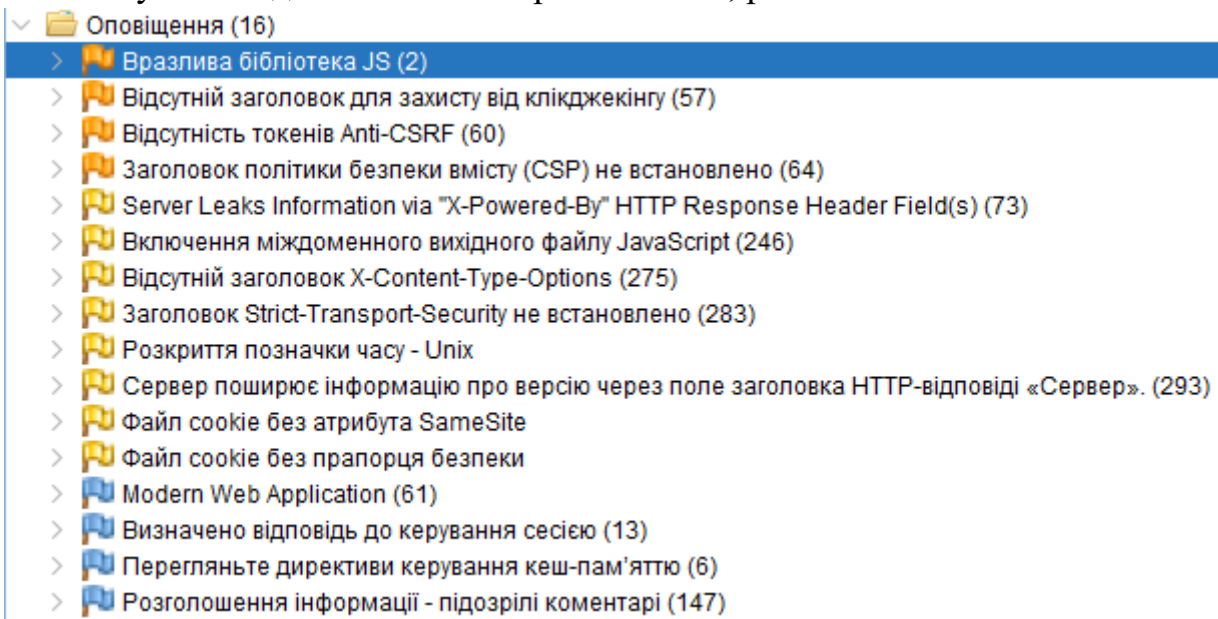 Оповіщення (16)
Вразлива бібліотека JS (2)
Відсутній заголовок для захисту від клікджекінгу (57)
Відсутність токенів Anti-CSRF (60)
Заголовок політики безпеки вмісту (CSP) не встановлено (64)
Server Leaks Information via "X-Powered-By" HTTP Response Header Field(s) (73)
Включення міждоменного вихідного файлу JavaScript (246)
Відсутній заголовок X-Content-Type-Options (275)
Заголовок Strict-Transport-Security не встановлено (283)
Розкриття позначки часу - Unix
Сервер поширює інформацію про версію через поле заголовка HTTP-відповіді «Сервер». (293)
Файл cookie без атрибута SameSite
Файл cookie без прапорця безпеки
Modern Web Application (61)
Визначено відповідь до керування сесією (13)
Перегляньте директиви керування кеш-пам'яттю (6)
Розголошення інформації - підозрілі коментарі (147)